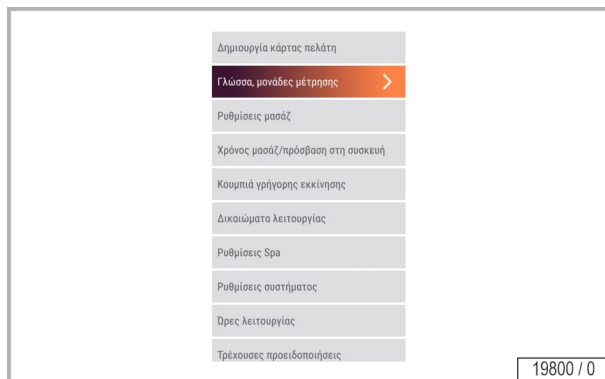 Δημιουργία κάρτας πελάτη
Γλώσσα, μονάδες μέτρησης
Ρυθμίσεις μασάζ
Χρόνος μασάζ/πρόσβαση στη συσκευή
Κουμπιά γρήγορης εκκίνησης
Δικαιώματα λειτουργίας
Ρυθμίσεις Spa
Ρυθμίσεις συστήματος
Ώρες λειτουργίας
Τρέχουσες προειδοποιήσεις
19800 / 0